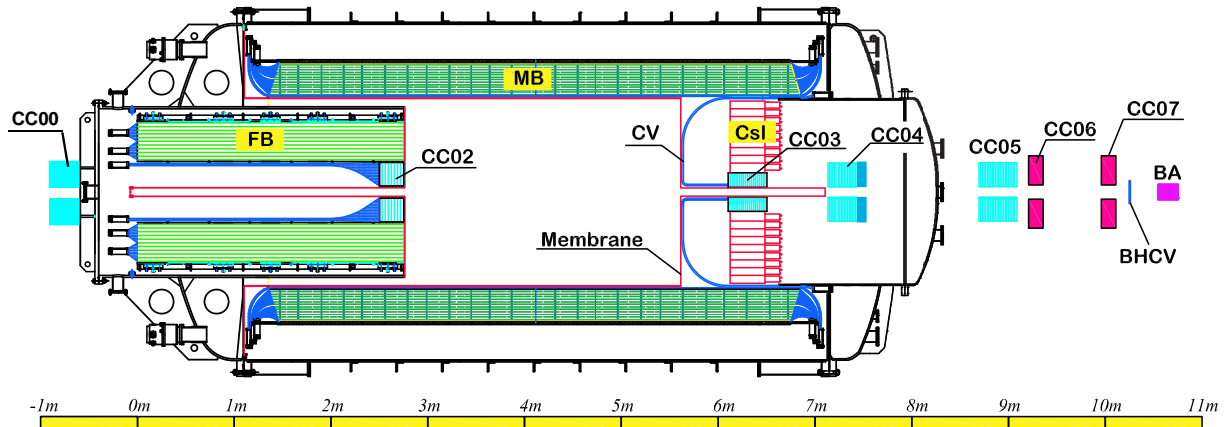 MB
CC00
FB
CC02
CV
CsI
CC03
CC04
CC05
CC06
CC07
BA
BHCV
Membrane
-1m 0m 1m 2m 3m 4m 5m 6m 7m 8m 9m 10m 11m